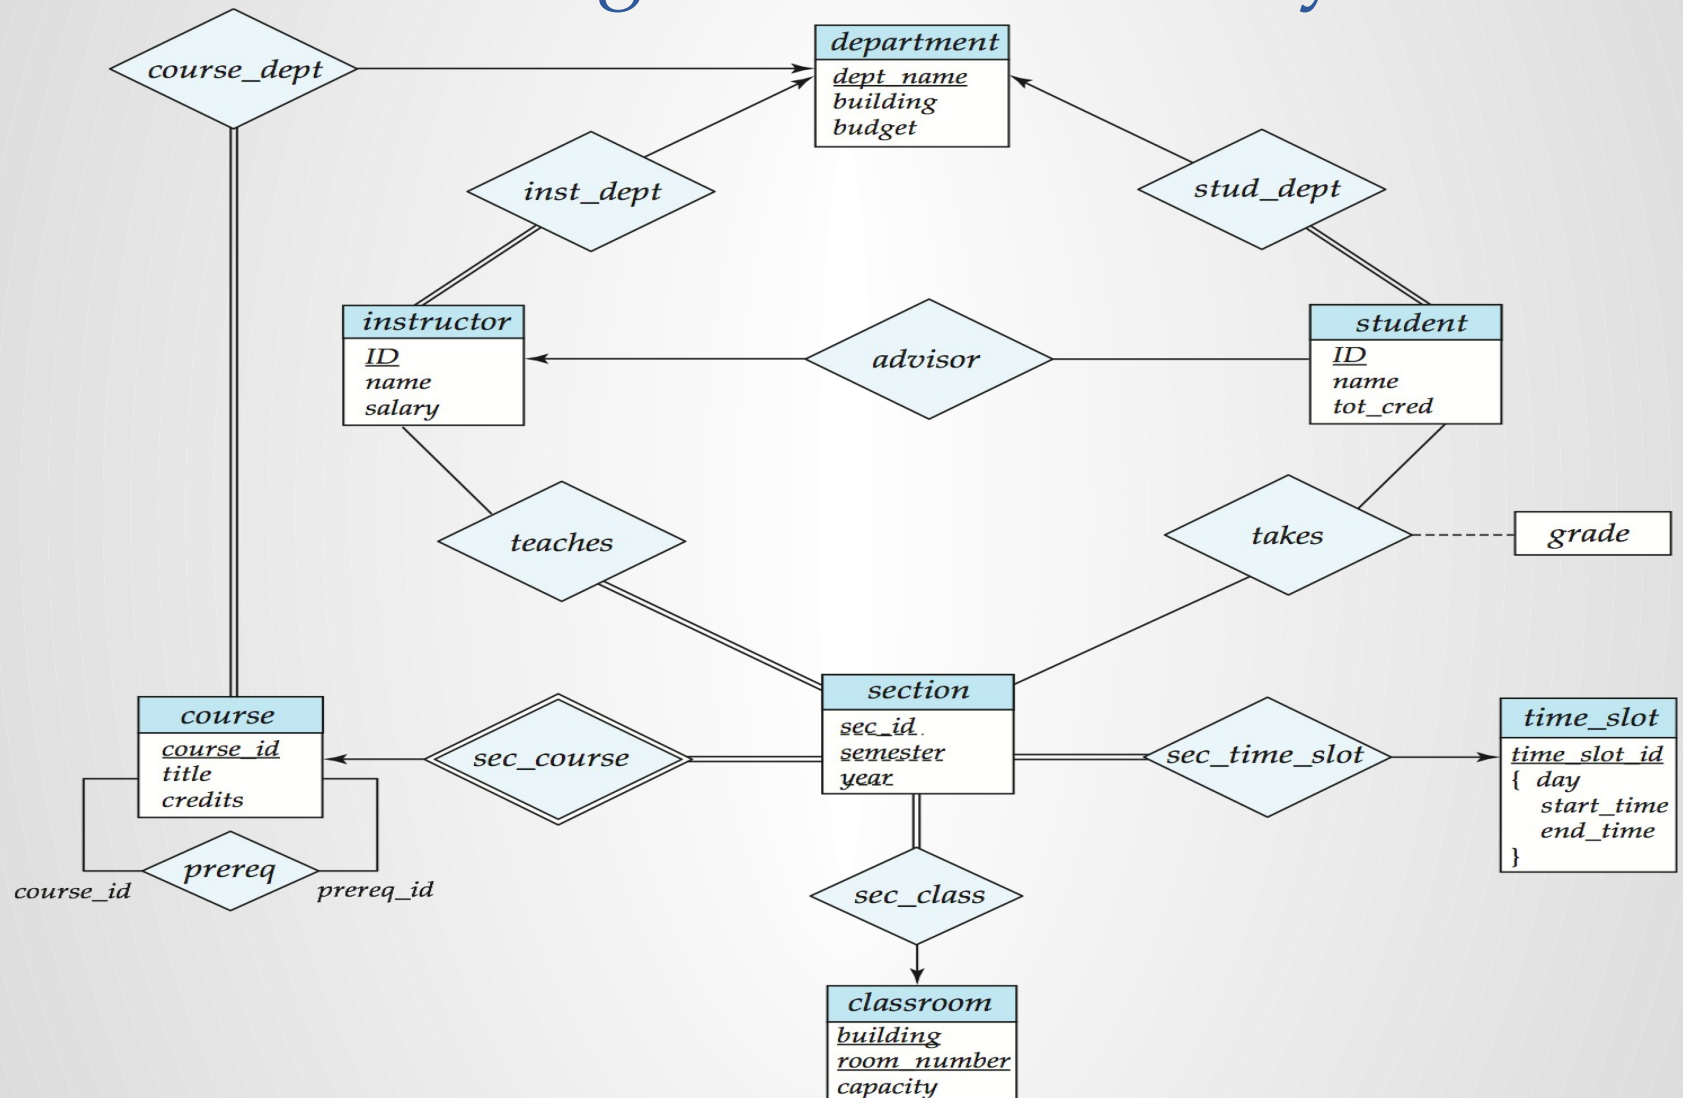 course_dept
department
dept_name
building
budget
inst_dept
stud_dept
instructor
ID
name
salary
advisor
student
ID
name
tot_cred
teaches
takes
grade
course
course_id
title
credits
sec_course
section
sec_id
semester
year
sec_time_slot
time_slot
time_slot_id
{ day
start_time
end_time
}
prereq
course_id
prereq_id
sec_class
classroom
building
room_number
capacity